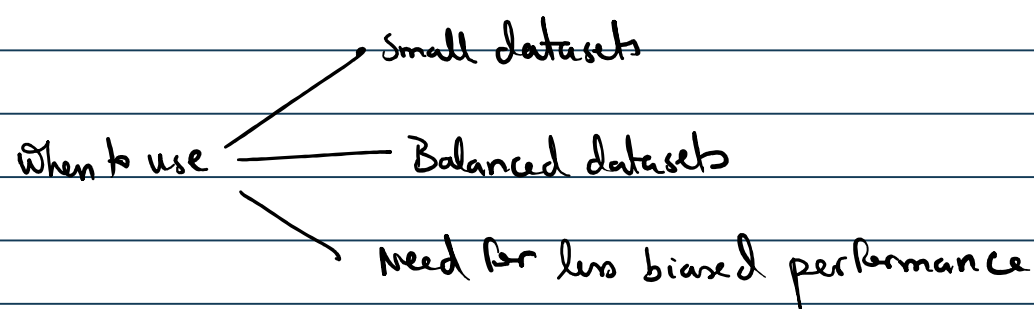 Small datasets
When to use
Balanced datasets
Need for less biased performance